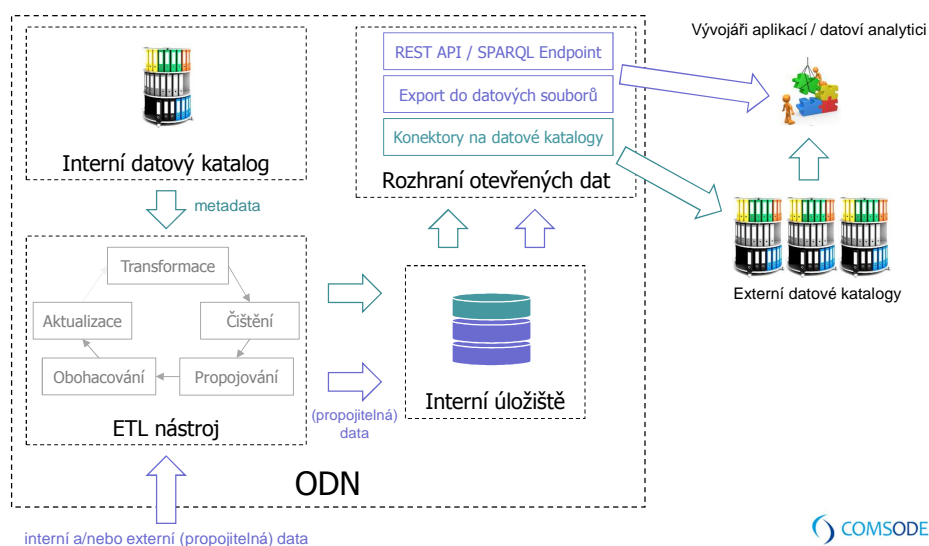 REST API / SPARQL Endpoint
Export do datových souborů
Konektory na datové katalogy
Rozhraní otevřených dat
Vývojáři aplikací / datoví analytici
Interní datový katalog
metadata
Externí datové katalogy
Transformace
Aktualizace
Čištění
Obohacování
Propojování
ETL nástroj
(propojitelná)
data
Interní úložiště
ODN
interní a/nebo externí (propojitelná) data
COMSODE